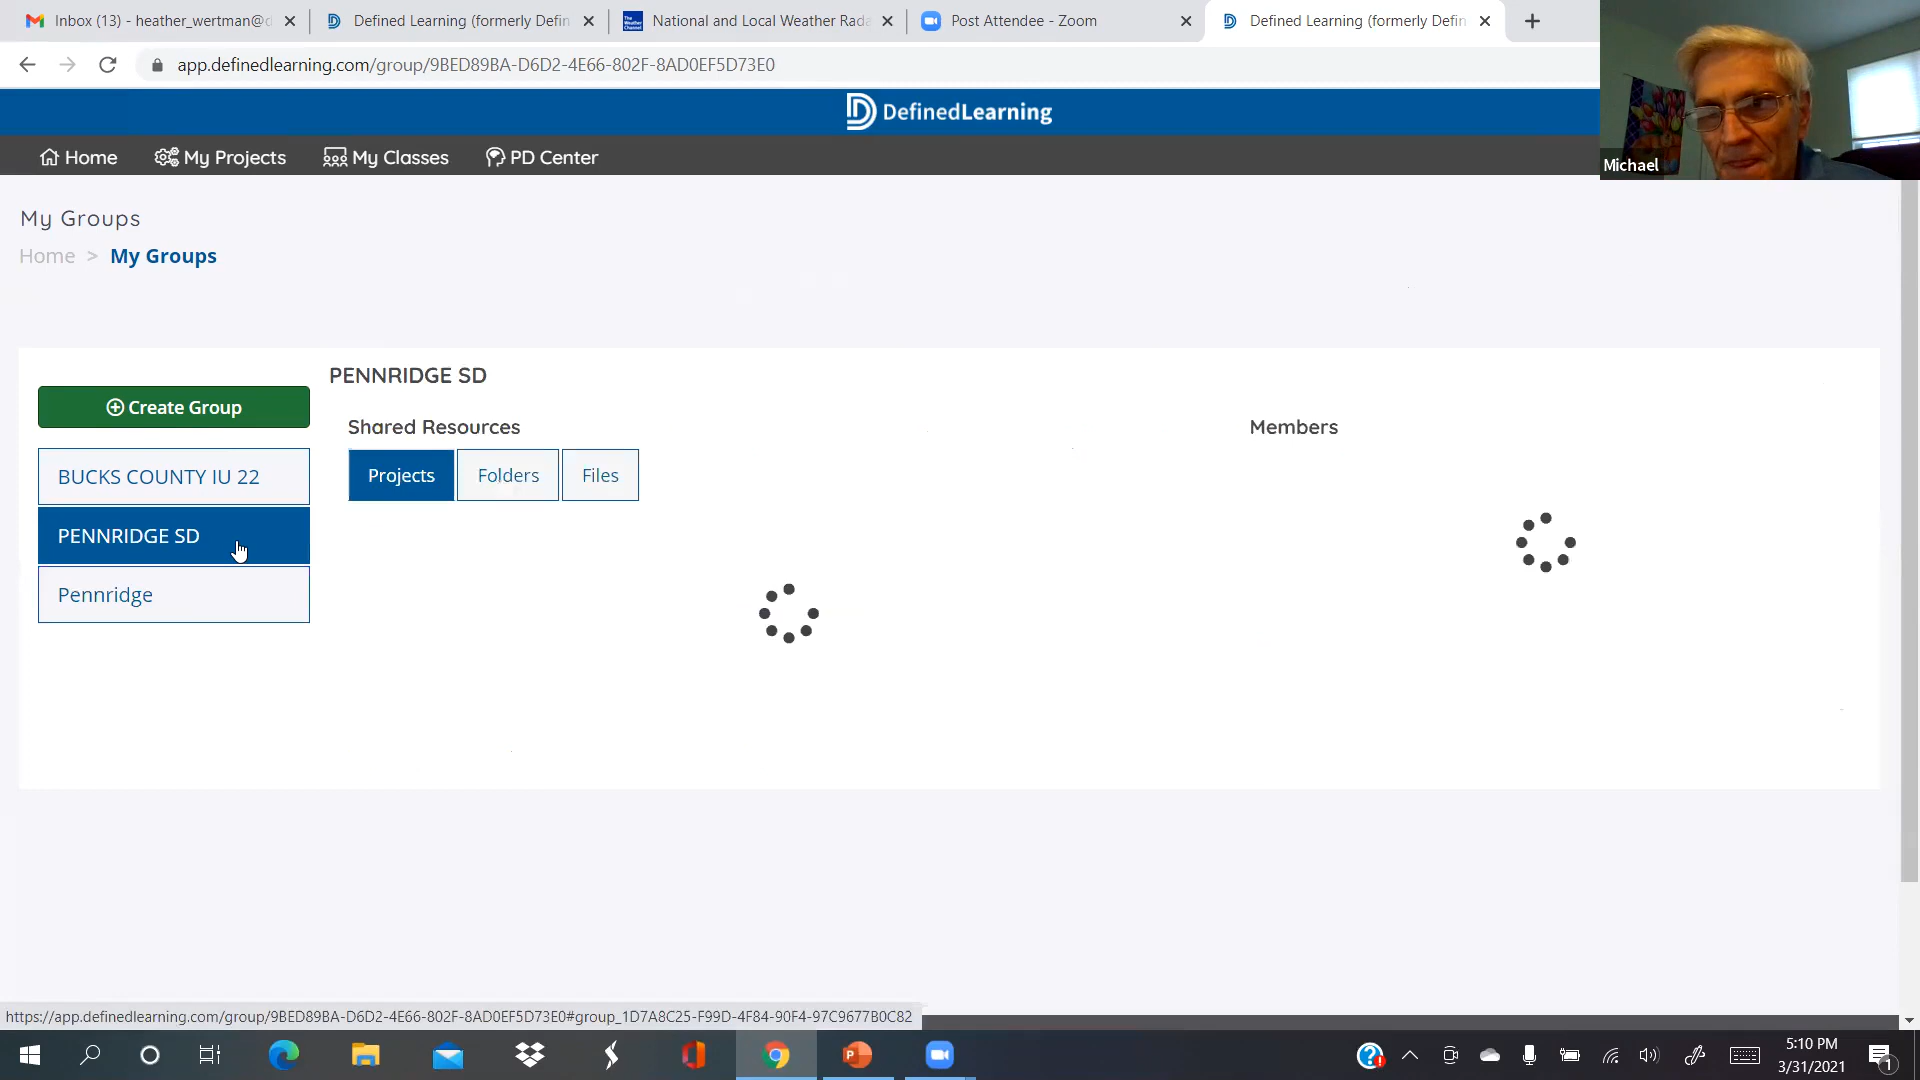 Inbox (13) - heather_wertman@d
Defined Learning (formerly Defin
National and Local Weather Rada
Post Attendee - Zoom
Defined Learning (formerly Defin
app.definedlearning.com/group/9BED89BA-D6D2-4E66-802F-8AD0EF5D73E0
DefinedLearning
Home
My Projects
My Classes
PD Center
Michael
My Groups
Home > My Groups
Create Group
BUCKS COUNTY IU 22
PENNRIDGE SD
Pennridge
PENNRIDGE SD
Shared Resources
Projects
Folders
Files
Members
https://app.definedlearning.com/group/9BED89BA-D6D2-4E66-802F-8AD0EF5D73E0#group_1D7A8C25-F99D-4F84-90F4-97C9677B0C82
5:10 PM
3/31/2021
1